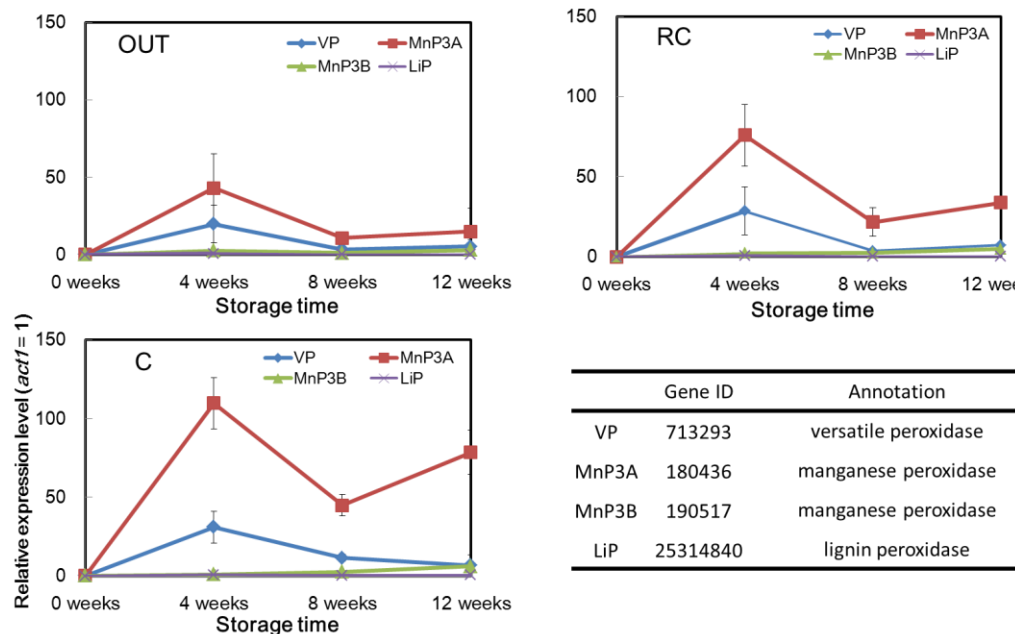 150
100
50
0
OUT
VP
MnP3A
MnP3B
LiP
0 weeks 4 weeks 8 weeks 12 weeks
Storage time
150
100
50
0
RC
VP
MnP3A
MnP3B
LiP
0 weeks 4 weeks 8 weeks 12 wee
Storage time
Relative expression level (act1 = 1)
150
100
50
0
C
VP
MnP3A
MnP3B
LiP
0 weeks 4 weeks 8 weeks 12 weeks
Storage time
Gene ID Annotation
VP 713293 versatile peroxidase
MnP3A 180436 manganese peroxidase
MnP3B 190517 manganese peroxidase
LiP 25314840 lignin peroxidase